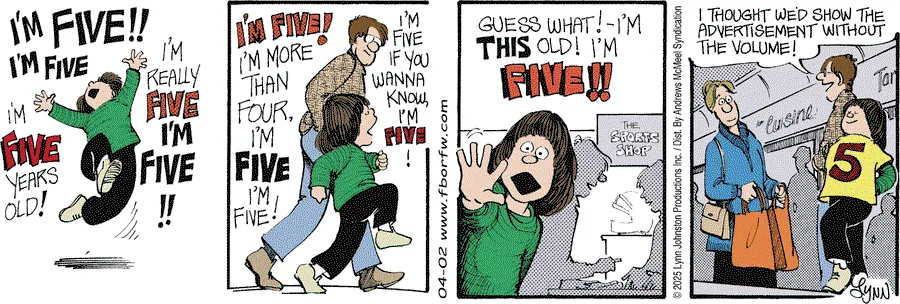 I'M FIVE!!
I'M FIVE
I'M
REALLY
FIVE
I'M
FIVE
!!
I'M
FIVE
YEARS
OLD!
I'M FIVE!
I'M MORE
THAN
FOUR,
I'M
FIVE
I'M
FIVE!
I'M
FIVE
IF YOU
WANNA
KNOW,
I'M
FIVE
!
04-02 www.fborfw.com
GUESS WHAT!-I'M
THIS OLD! I'M
FIVE!!
THE
SPORTS
SHOP
© 2025 Lynn Johnston Productions Inc. / Dist. By Andrews McMeel Syndication
I THOUGHT WE'D SHOW THE
ADVERTISEMENT WITHOUT
THE VOLUME!
cuisine
Tar
5
LYNN